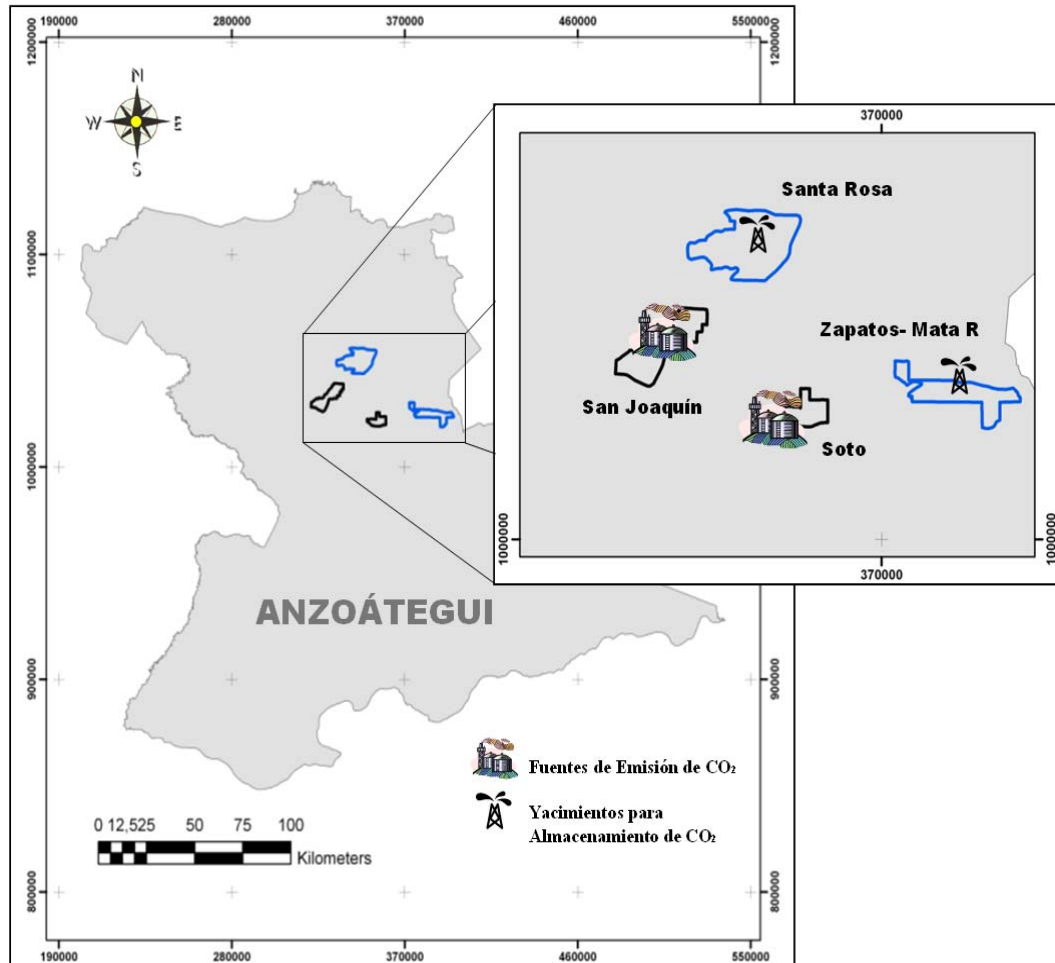 190000 280000 370000 460000 550000
1200000 1200000
N
W E
S
370000
Santa Rosa
1100000
Zapatos- Mata R
San Joaquín
Soto
1000000
1000000 1000000
370000
ANZOÁTEGUI
900000 900000
Fuentes de Emisión de CO₂
Yacimientos para
Almacenamiento de CO₂
0 12,525 50 75 100
Kilometers
800000 800000
190000 280000 370000 460000 550000